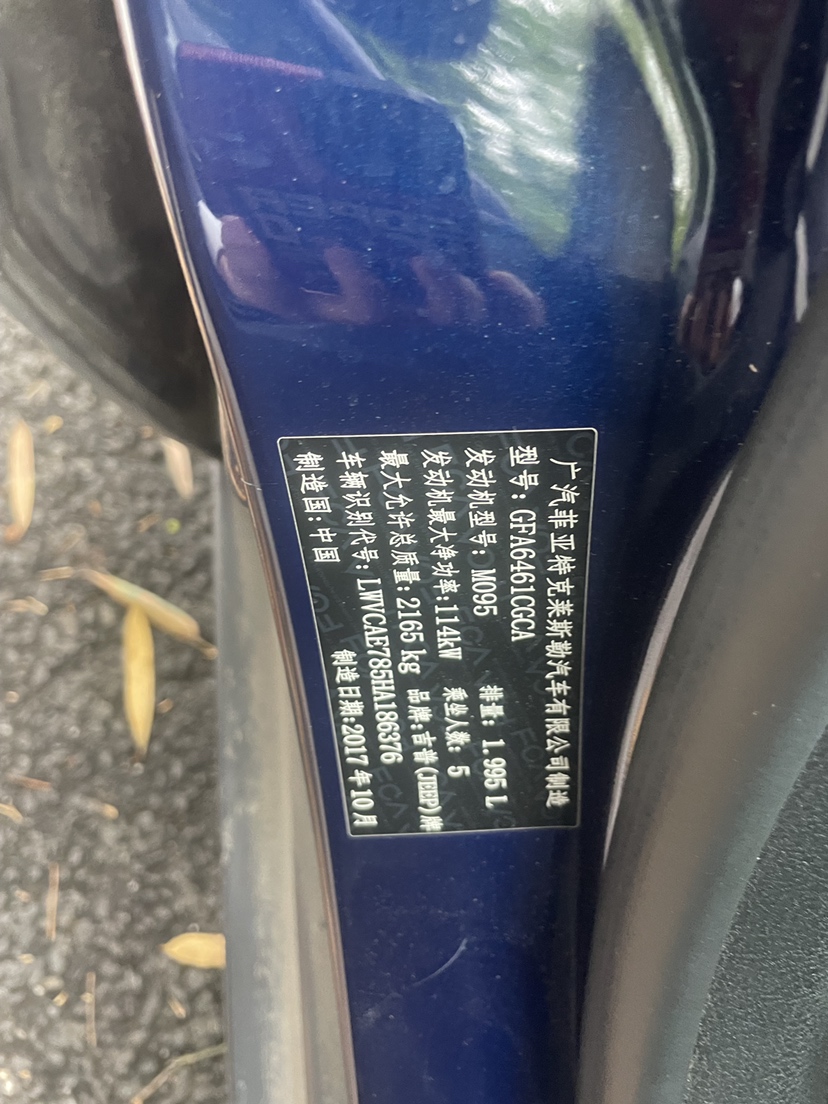 广汽菲亚特克莱斯勒汽车有限公司制造
型号: GFA6461CGCA
发动机型号: M095 排量: 1.995 L
发动机最大净功率:114kW 乘坐人数: 5
最大允许总质量:2165 kg 品牌:吉普(JEEP)牌
车辆识别代号: LWVCAE785HA186376
制造国: 中国 制造日期:2017 年10月